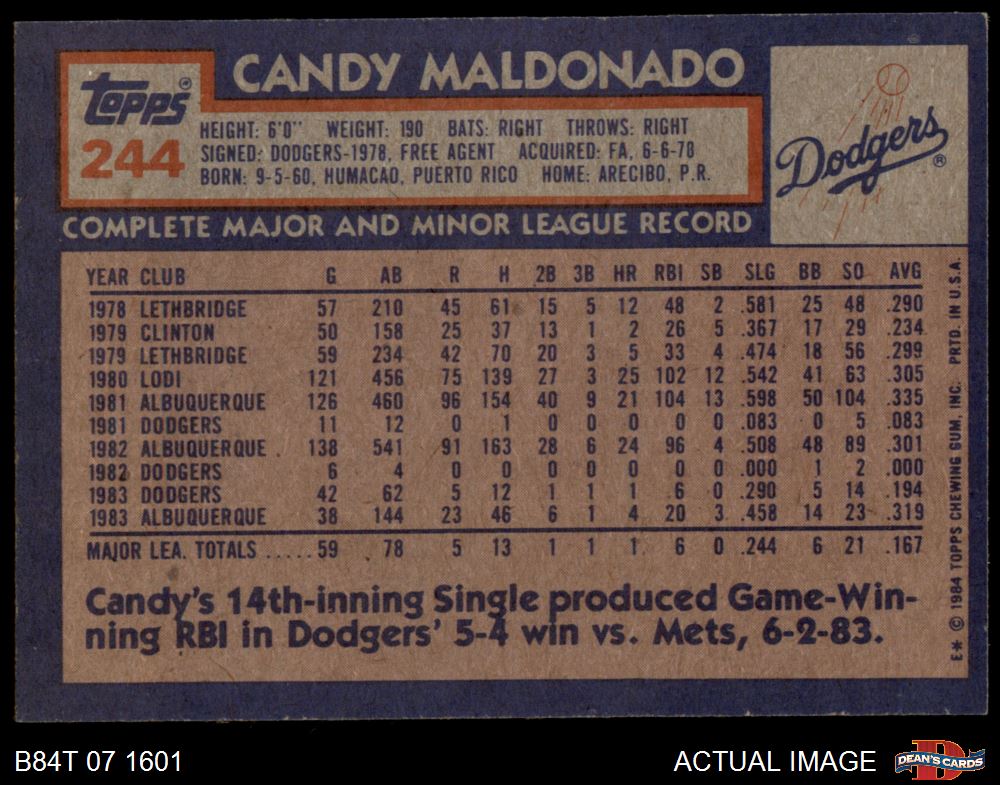 CANDY MALDONADO
Topps®
244
HEIGHT: 6'0" WEIGHT: 190 BATS: RIGHT THROWS: RIGHT
SIGNED: DODGERS-1978, FREE AGENT ACQUIRED: FA, 6-6-78
BORN: 9-5-60, HUMACAO, PUERTO RICO HOME: ARECIBO, P.R.
Dodgers®
COMPLETE MAJOR AND MINOR LEAGUE RECORD
YEAR CLUB G AB R H 2B 3B HR RBI SB SLG BB SO AVG
1978 LETHBRIDGE 57 210 45 61 15 5 12 48 2 .581 25 48 .290
1979 CLINTON 50 158 25 37 13 1 2 26 5 .367 17 29 .234
1979 LETHBRIDGE 59 234 42 70 20 3 5 33 4 .474 18 56 .299
1980 LODI 121 456 75 139 27 3 25 102 12 .542 41 63 .305
1981 ALBUQUERQUE 126 460 96 154 40 9 21 104 13 .598 50 104 .335
1981 DODGERS 11 12 0 1 0 0 0 0 0 .083 0 5 .083
1982 ALBUQUERQUE 138 541 91 163 28 6 24 96 4 .508 48 89 .301
1982 DODGERS 6 4 0 0 0 0 0 0 0 .000 1 2 .000
1983 DODGERS 42 62 5 12 1 1 1 6 0 .290 5 14 .194
1983 ALBUQUERQUE 38 144 23 46 6 1 4 20 3 .458 14 23 .319
MAJOR LEA. TOTALS .....59 78 5 13 1 1 1 6 0 .244 6 21 .167
Candy's 14th-inning Single produced Game-Win-
ning RBI in Dodgers' 5-4 win vs. Mets, 6-2-83.
E* © 1984 TOPPS CHEWING GUM, INC. PRTD. IN U.S.A.
B84T 07 1601
ACTUAL IMAGE
DEAN'S CARDS